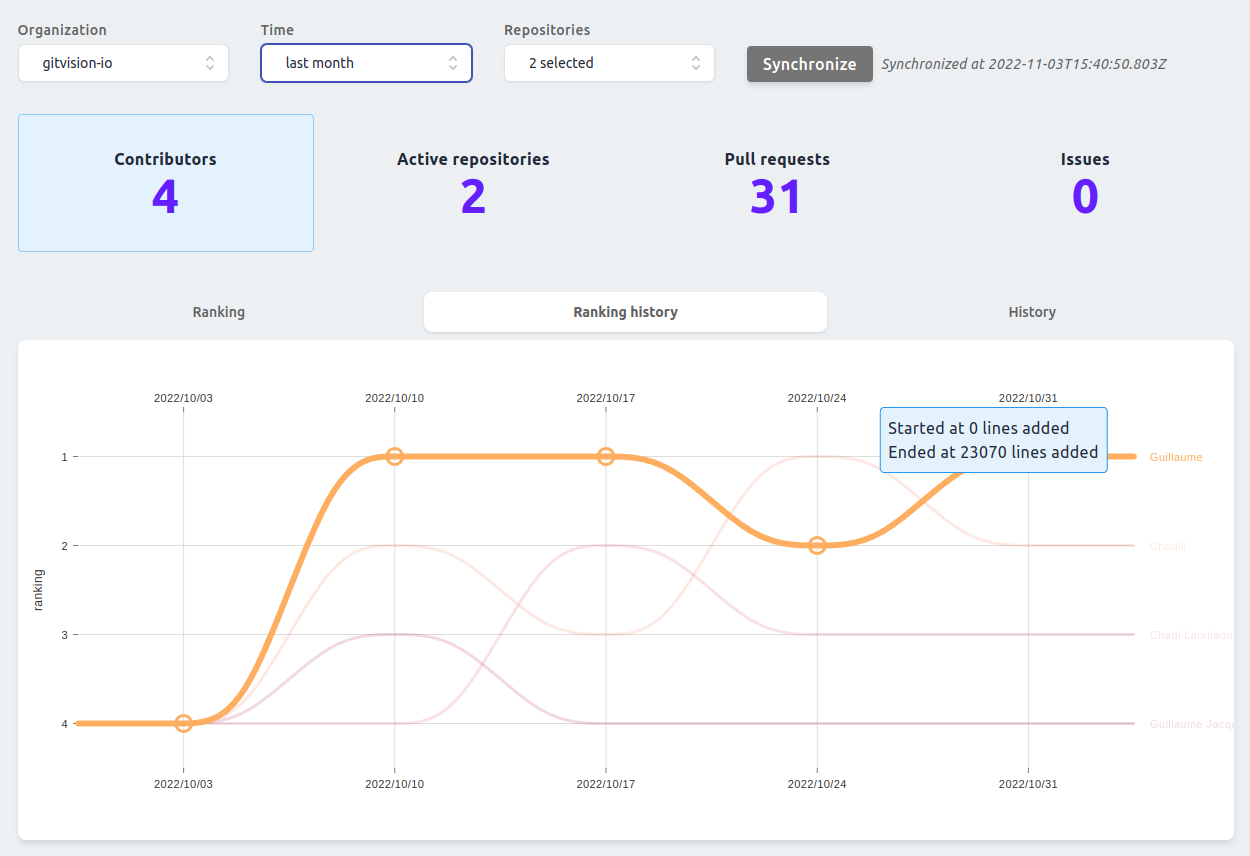 Organization
Time
Repositories
gitvision-io
last month
2 selected
Synchronize
Synchronized at 2022-11-03T15:40:50.803Z
Contributors
4
Active repositories
2
Pull requests
31
Issues
0
Ranking
Ranking history
History
2022/10/03
2022/10/10
2022/10/17
2022/10/24
2022/10/31
Started at 0 lines added
Ended at 23070 lines added
1
Guillaume
2
ranking
3
Chadi
4
Guillaume
2022/10/03
2022/10/10
2022/10/17
2022/10/24
2022/10/31